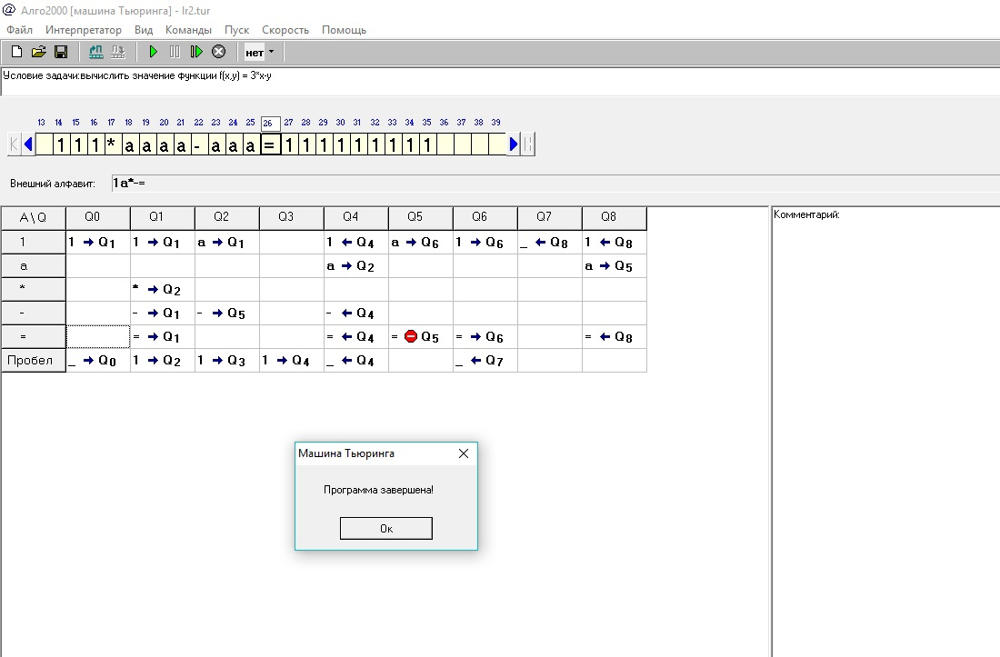 Алго2000 [машина Тьюринга] - lr2.tur
Файл Интерпретатор Вид Команды Пуск Скорость Помощь
нет
Условие задачи:вычислить значение функции f(x,y) = 3*x-y
13 14 15 16 17 18 19 20 21 22 23 24 25 26 27 28 29 30 31 32 33 34 35 36 37 38 39
1 1 1 * a a a a - a a a = 1 1 1 1 1 1 1 1 1
Внешний алфавит: 1a*-=
A\Q Q0 Q1 Q2 Q3 Q4 Q5 Q6 Q7 Q8
1 1 → Q1 1 → Q1 a → Q1 1 ← Q4 a → Q6 1 → Q6 _ ← Q8 1 ← Q8
a a → Q2 a → Q5
* * → Q2
- - → Q1 - → Q5 - ← Q4
= = → Q1 = ← Q4 = Q5 = → Q6 = ← Q8
Пробел _ → Q0 1 → Q2 1 → Q3 1 → Q4 _ ← Q4 _ ← Q7
Комментарий:
Машина Тьюринга
Программа завершена!
Ок